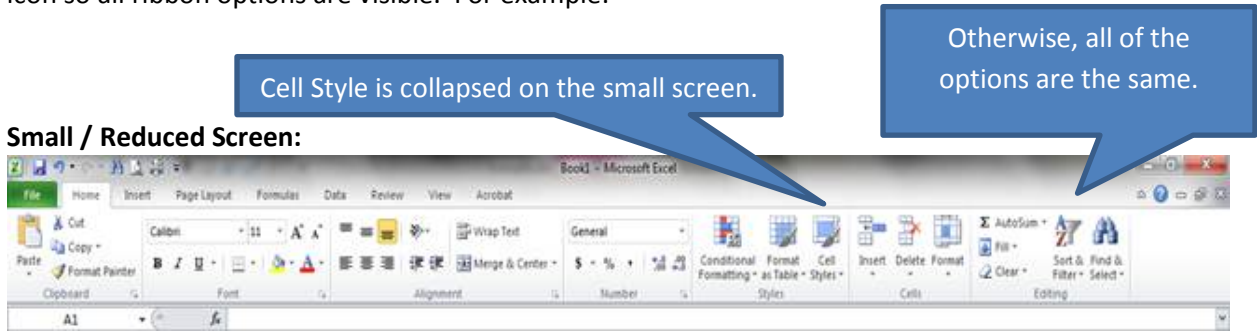 icon so all ribbon options are visible. For example:
Otherwise, all of the
options are the same.
Cell Style is collapsed on the small screen.
Small / Reduced Screen:
Book1 - Microsoft Excel
File Home Insert Page Layout Formulas Data Review View Acrobat
Cut
Copy
Format Painter
Paste
Clipboard
Calibri 11 A A
B I U A
Font
Wrap Text
Merge & Center
Alignment
General
$ % ,
Number
Conditional Formatting
Format as Table
Cell Styles
Styles
Insert Delete Format
Cells
Σ AutoSum
Fill
Clear
Sort & Filter
Find & Select
Editing
A1 fx